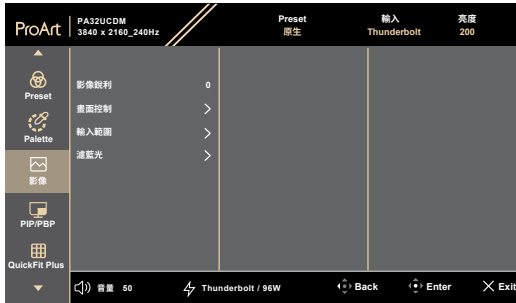 ProArt
PA32UCDM
3840 x 2160_240Hz
Preset
原生
輸入
Thunderbolt
亮度
200
Preset
Palette
影像
PIP/PBP
QuickFit Plus
影像銳利 0
畫面控制
輸入範圍
濾藍光
音量 50
Thunderbolt / 96W
Back
Enter
Exit